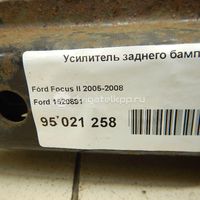 Усилитель заднего бамп
Ford Focus II 2005-2008
Ford 1520691
95 021 258